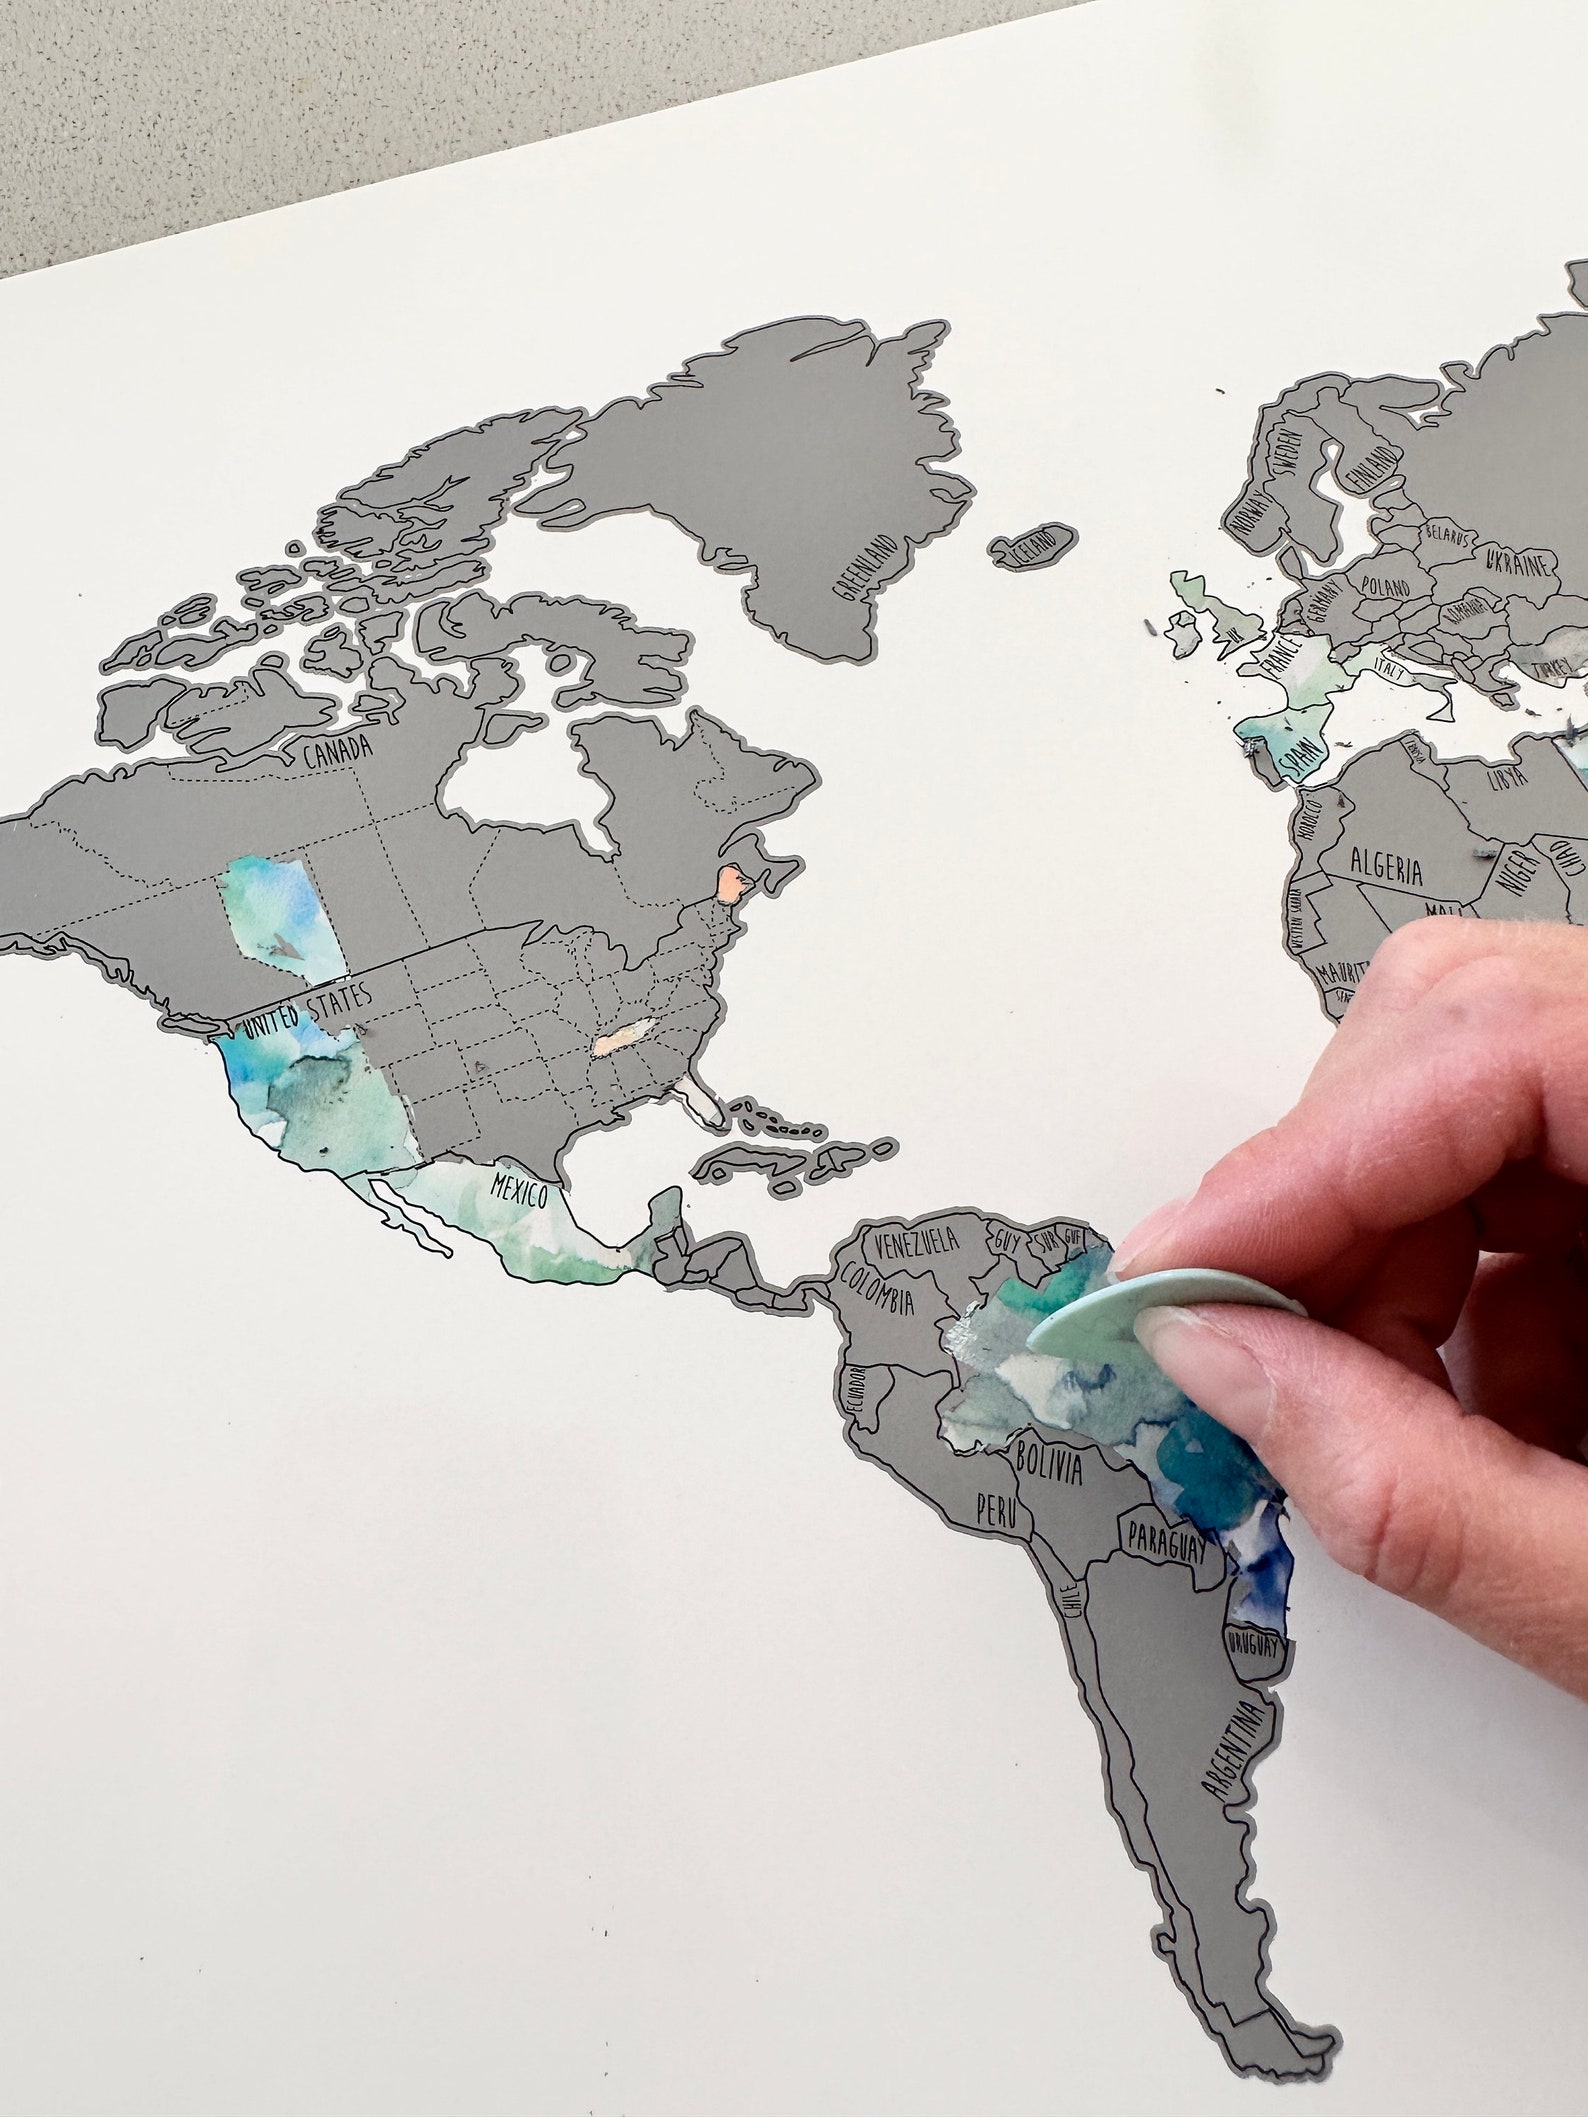 GREENLAND
ICELAND
NORWAY
SWEDEN
FINLAND
BELARUS
UKRAINE
POLAND
GERMANY
ROMANIA
UK
FRANCE
ITALY
TURKEY
SPAIN
CANADA
UNITED STATES
MEXICO
MOROCCO
ALGERIA
LIBYA
NIGER
CHAD
WESTERN SAHARA
MALI
MAURIT
VENEZUELA
GUY
SUR
GUF
COLOMBIA
ECUADOR
PERU
BOLIVIA
PARAGUAY
CHILE
URUGUAY
ARGENTINA